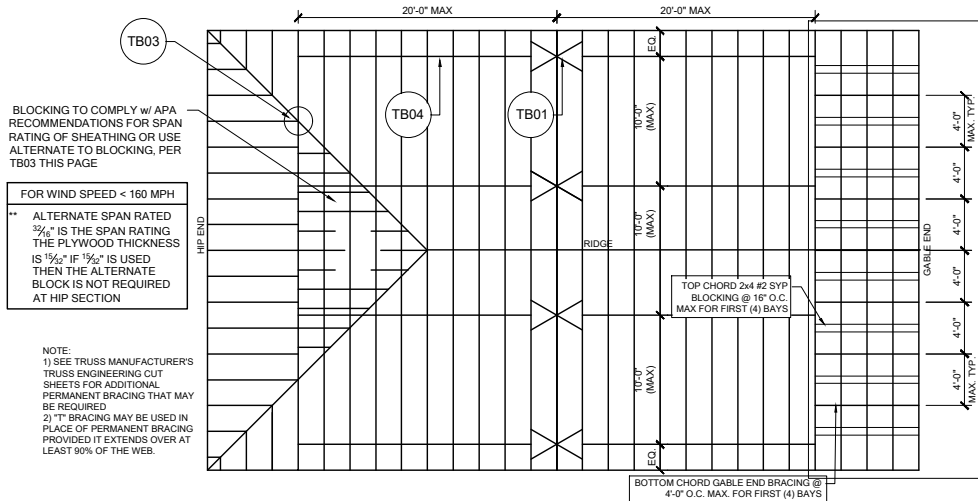 20'-0" MAX
20'-0" MAX
TB03
EQ.
TB04
TB01
BLOCKING TO COMPLY w/ APA
RECOMMENDATIONS FOR SPAN
RATING OF SHEATHING OR USE
ALTERNATE TO BLOCKING, PER
TB03 THIS PAGE
10'-0"
(MAX)
4'-0"
MAX. TYP.
4'-0"
FOR WIND SPEED < 160 MPH
** ALTERNATE SPAN RATED
32/16" IS THE SPAN RATING
THE PLYWOOD THICKNESS
IS 15/32" IF 15/32" IS USED
THEN THE ALTERNATE
BLOCK IS NOT REQUIRED
AT HIP SECTION
HIP END
10'-0"
(MAX)
RIDGE
4'-0"
GABLE END
4'-0"
TOP CHORD 2x4 #2 SYP
BLOCKING @ 16" O.C.
MAX FOR FIRST (4) BAYS
4'-0"
NOTE:
1) SEE TRUSS MANUFACTURER'S
TRUSS ENGINEERING CUT
SHEETS FOR ADDITIONAL
PERMANENT BRACING THAT MAY
BE REQUIRED
2) "T" BRACING MAY BE USED IN
PLACE OF PERMANENT BRACING
PROVIDED IT EXTENDS OVER AT
LEAST 90% OF THE WEB.
10'-0"
(MAX)
4'-0"
MAX. TYP.
EQ.
BOTTOM CHORD GABLE END BRACING @
4'-0" O.C. MAX. FOR FIRST (4) BAYS